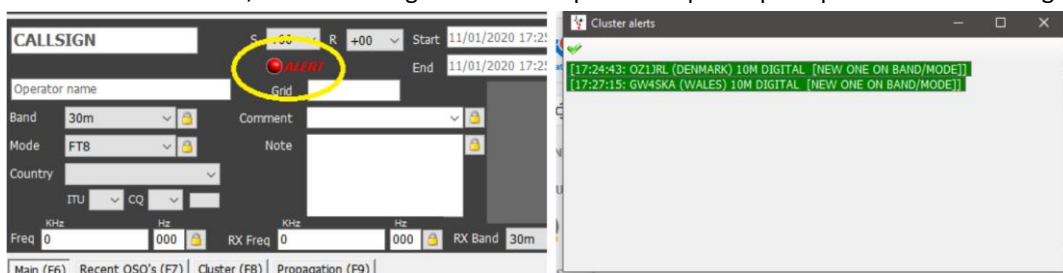 CALLSIGN
S +00 R +00 Start 11/01/2020 17:25
ALERT
End 11/01/2020 17:25
Operator name
Grid
Band 30m
Comment
Mode FT8
Note
Country
ITU CQ
KHz Hz KHz Hz
Freq 0 000 RX Freq 0 000 RX Band 30m
Main (F6) Recent QSO's (F7) Cluster (F8) Propagation (F9)
Cluster alerts
[17:24:43: OZ1JRL (DENMARK) 10M DIGITAL [NEW ONE ON BAND/MODE]]
[17:27:15: GW4SKA (WALES) 10M DIGITAL [NEW ONE ON BAND/MODE]]